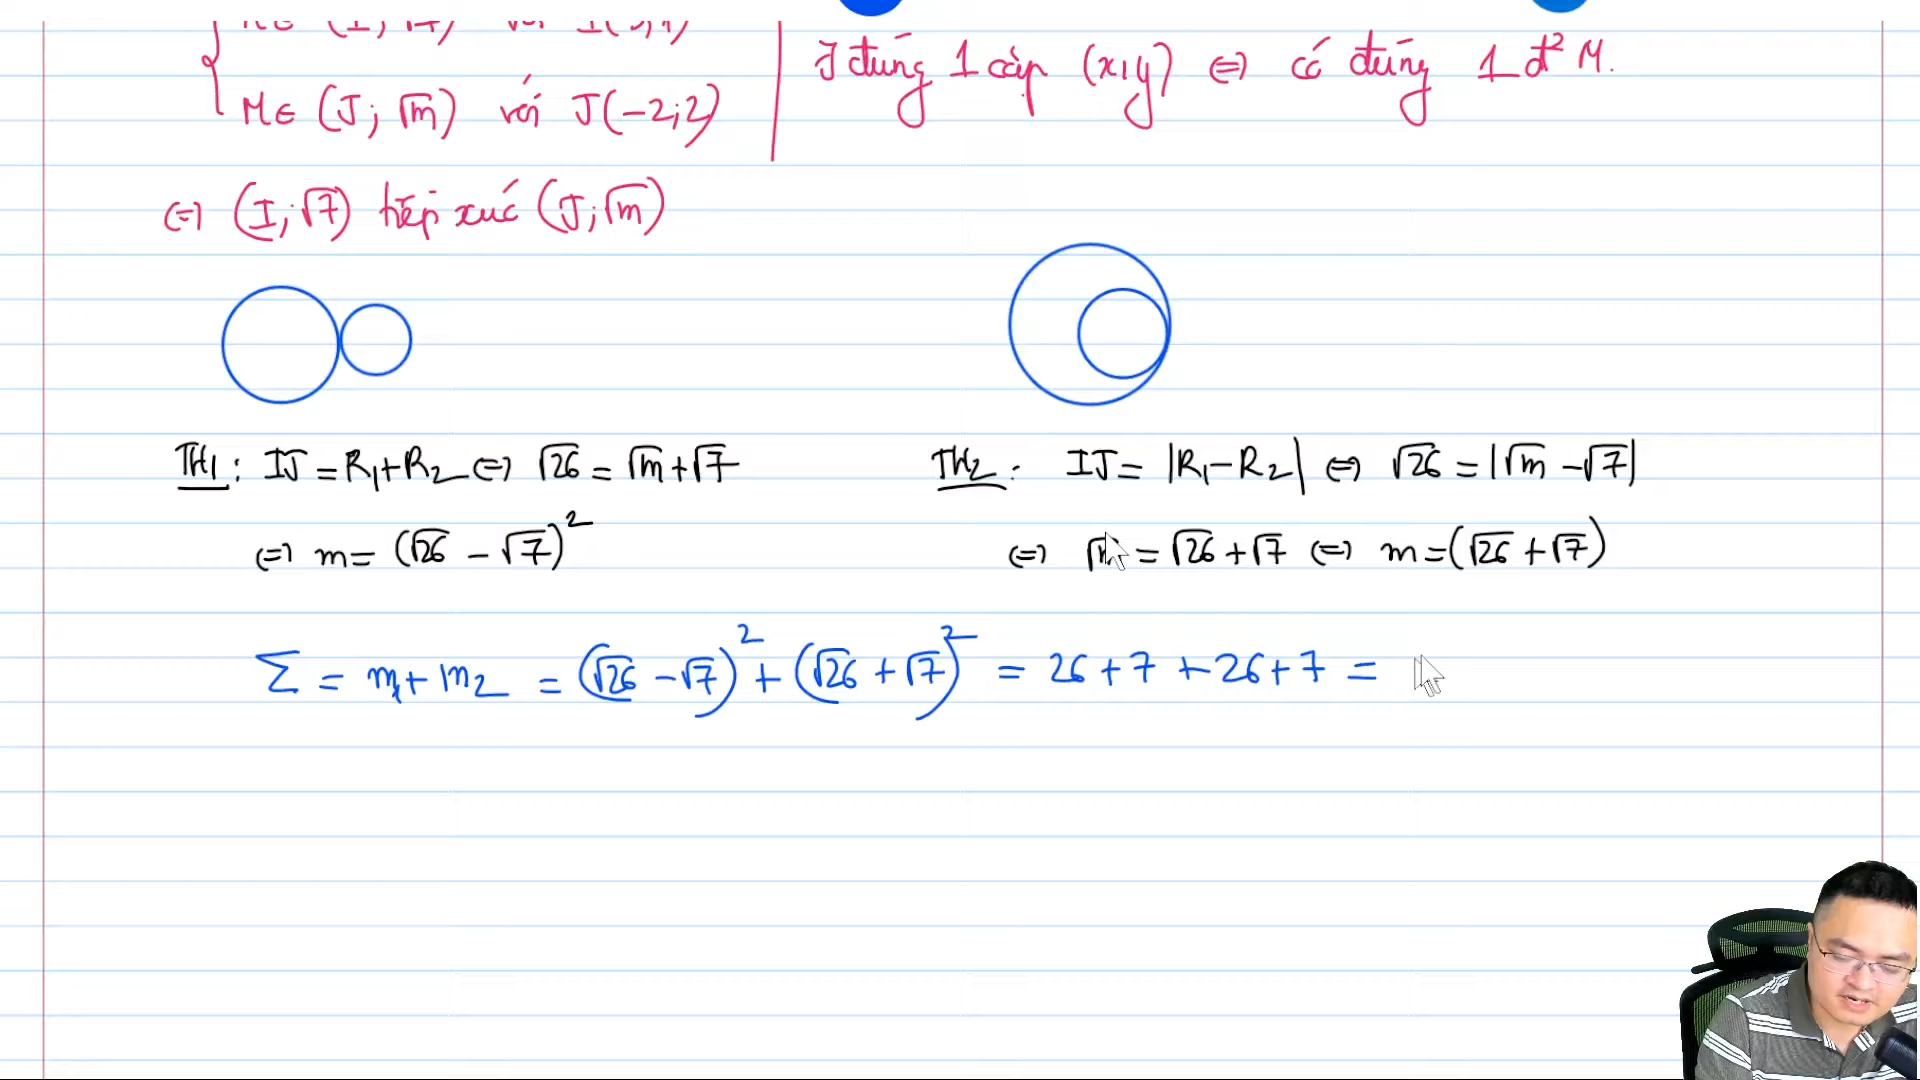 M∈ (J; √m) với J(-2;2)
∃ đúng 1 cặp (x;y) ⇔ có đúng 1 đ² M.
⇔ (I;√7) tiếp xúc (J;√m)
TH1: IJ = R₁+R₂ ⇔ √26 = √m + √7
⇔ m = (√26 - √7)²
TH2: IJ = |R₁-R₂| ⇔ √26 = |√m - √7|
⇔ √m = √26 + √7 ⇔ m = (√26 + √7)
Σ = m₁ + m₂ = (√26 - √7)² + (√26 + √7)² = 26 + 7 + 26 + 7 =